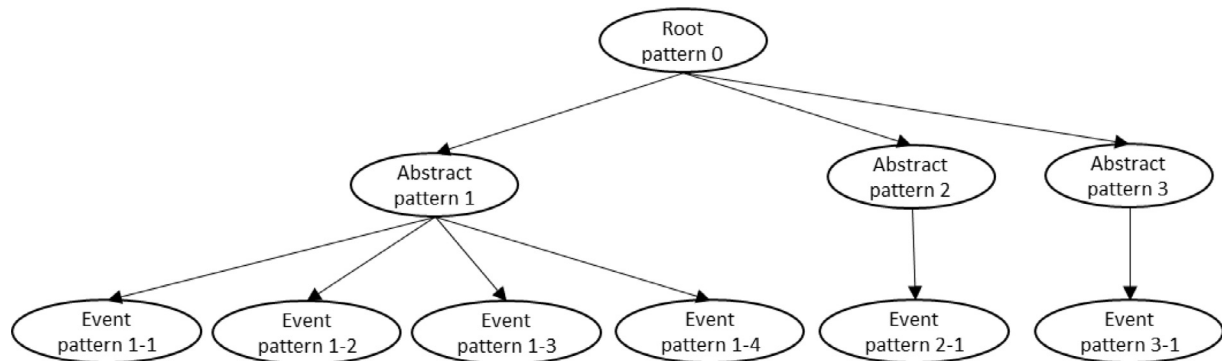 Root
pattern 0
Abstract
pattern 1
Abstract
pattern 2
Abstract
pattern 3
Event
pattern 1-1
Event
pattern 1-2
Event
pattern 1-3
Event
pattern 1-4
Event
pattern 2-1
Event
pattern 3-1